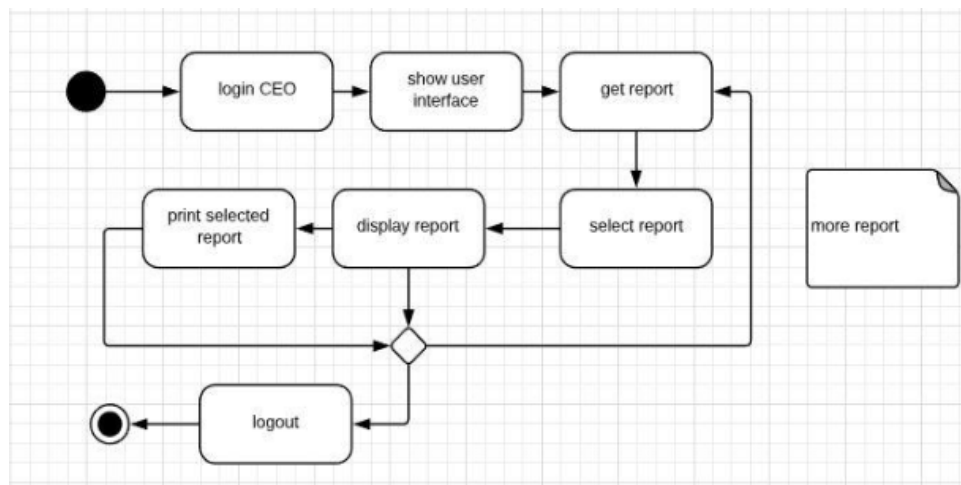 login CEO
show user
interface
get report
print selected
report
display report
select report
more report
logout